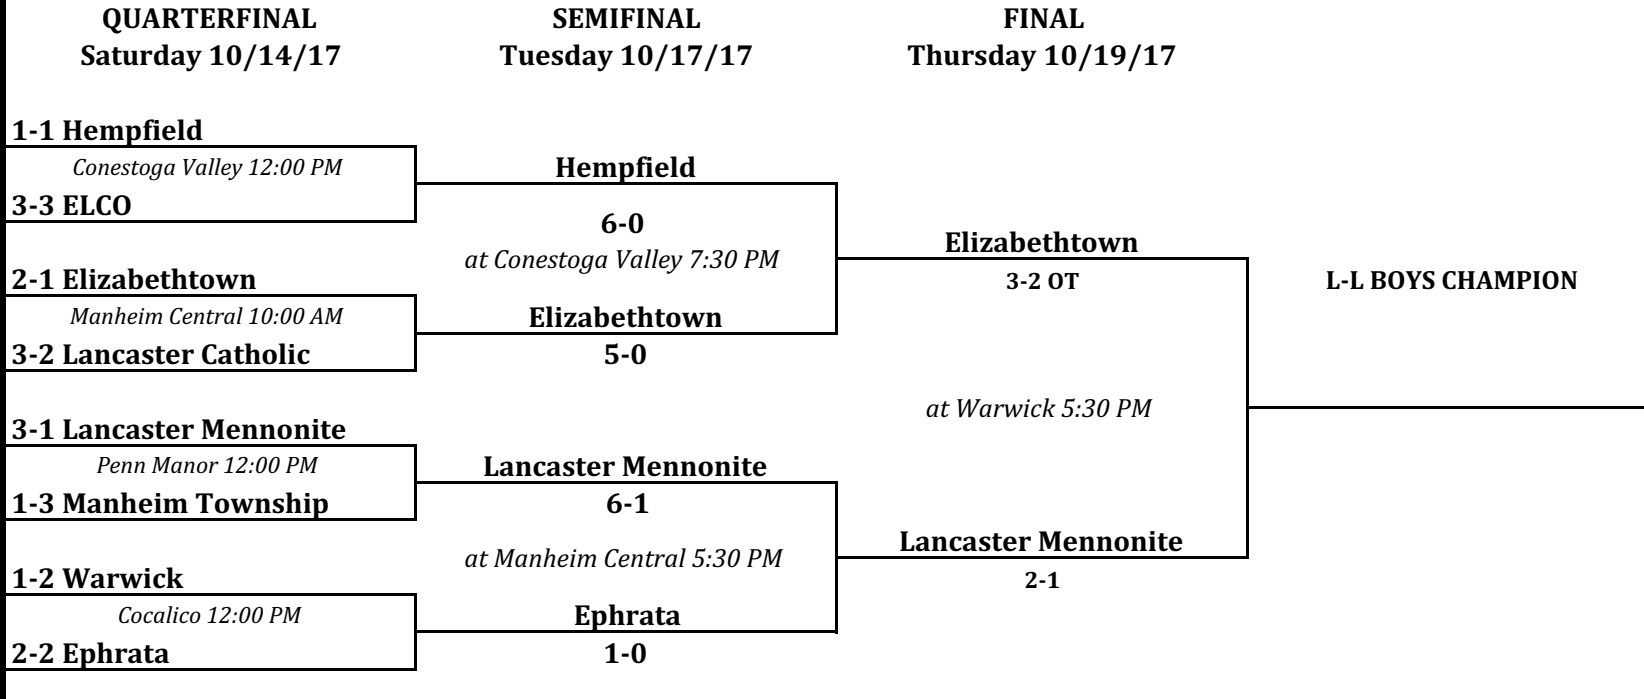 QUARTERFINAL
Saturday 10/14/17
SEMIFINAL
Tuesday 10/17/17
FINAL
Thursday 10/19/17
1-1 Hempfield
Conestoga Valley 12:00 PM
3-3 ELCO
2-1 Elizabethtown
Manheim Central 10:00 AM
3-2 Lancaster Catholic
3-1 Lancaster Mennonite
Penn Manor 12:00 PM
1-3 Manheim Township
1-2 Warwick
Cocalico 12:00 PM
2-2 Ephrata
Hempfield
6-0
at Conestoga Valley 7:30 PM
Elizabethtown
5-0
Lancaster Mennonite
6-1
at Manheim Central 5:30 PM
Ephrata
1-0
Elizabethtown
3-2 OT
at Warwick 5:30 PM
Lancaster Mennonite
2-1
L-L BOYS CHAMPION